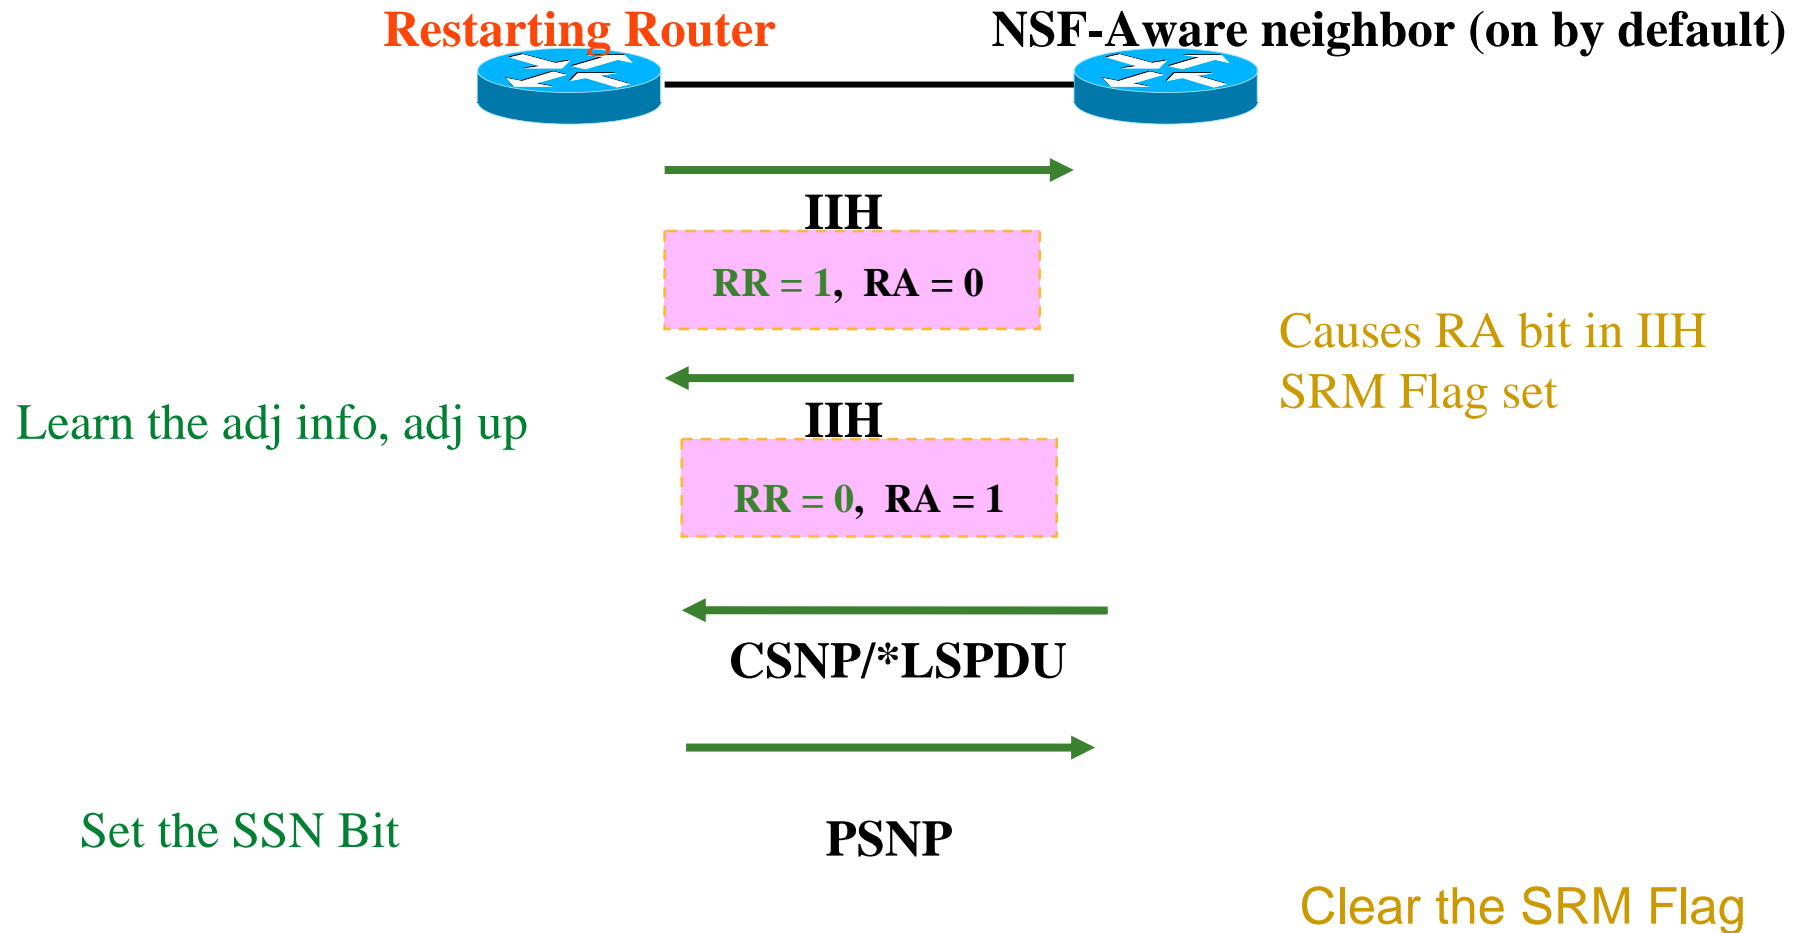 Restarting Router
NSF-Aware neighbor (on by default)
IIH
RR = 1, RA = 0
Causes RA bit in IIH
SRM Flag set
Learn the adj info, adj up
IIH
RR = 0, RA = 1
CSNP/*LSPDU
Set the SSN Bit
PSNP
Clear the SRM Flag